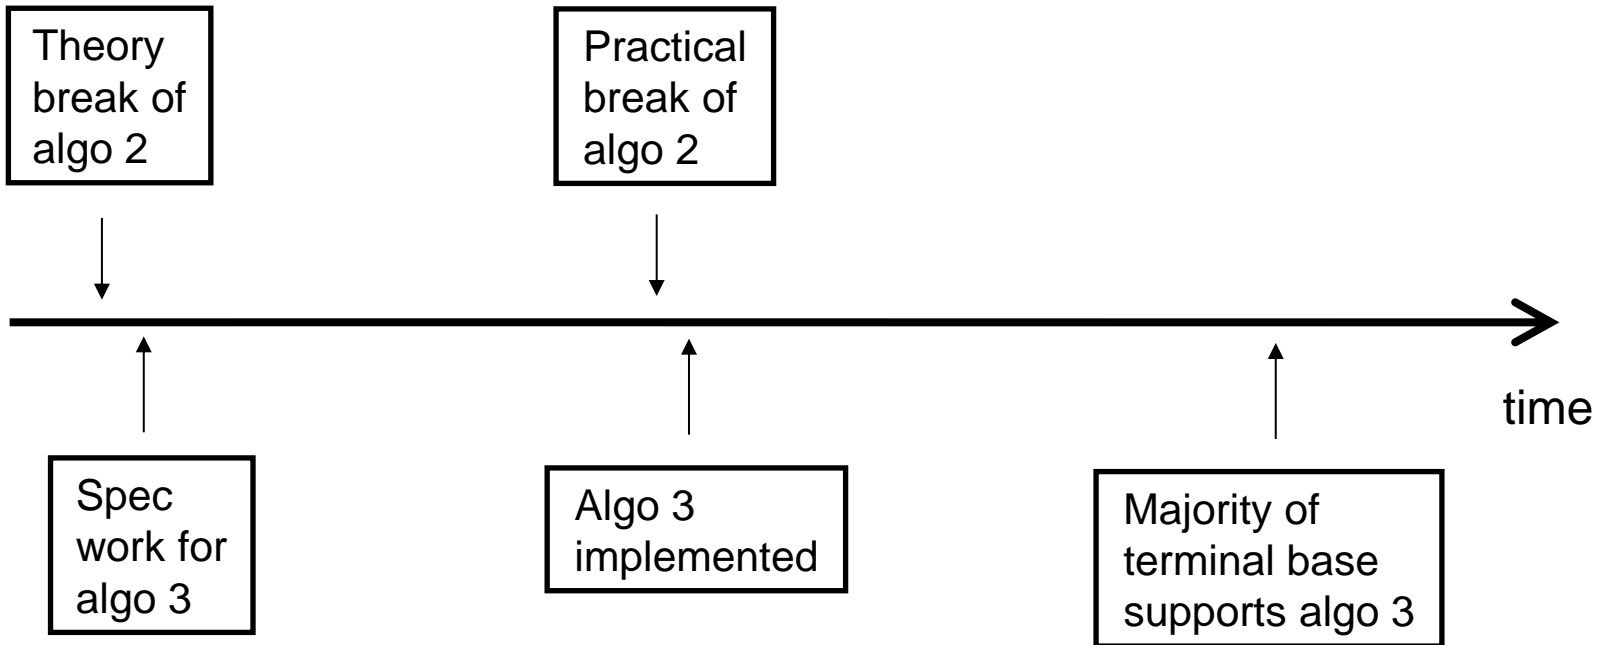 Theory
break of
algo 2
Practical
break of
algo 2
time
Spec
work for
algo 3
Algo 3
implemented
Majority of
terminal base
supports algo 3